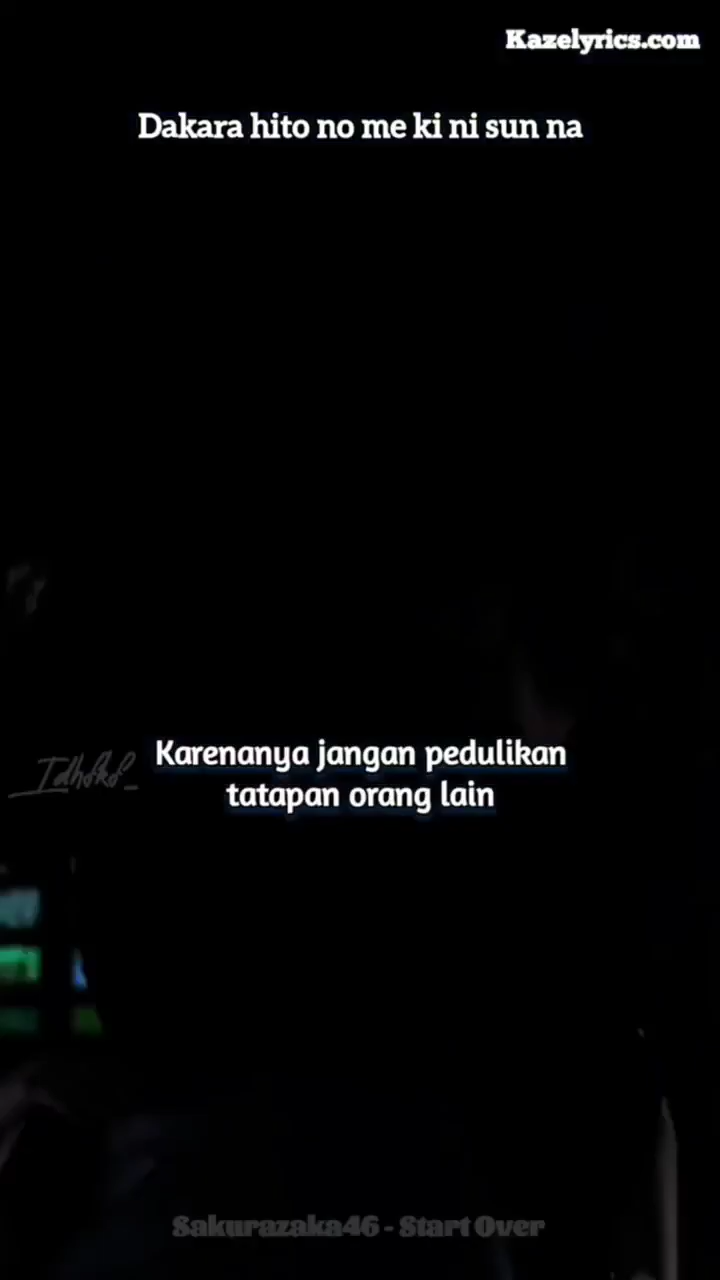 Kazelyrics.com
Dakara hito no me ki ni sun na
Karenanya jangan pedulikan
tatapan orang lain
Sakurazaka46 - Start Over